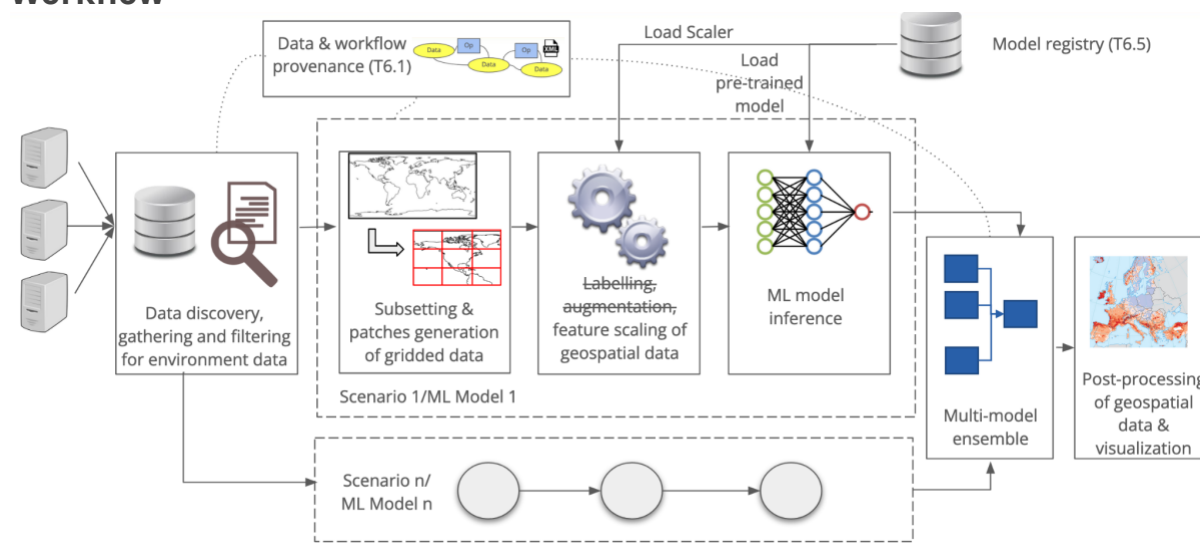 workflow
Data & workflow
provenance (T6.1)
Data
Op
Data
Op
Data
XML
Load Scaler
Load
pre-trained
model
Model registry (T6.5)
Data discovery,
gathering and filtering
for environment data
Subsetting &
patches generation
of gridded data
Labelling,
augmentation,
feature scaling of
geospatial data
ML model
inference
Scenario 1/ML Model 1
Multi-model
ensemble
Post-processing
of geospatial
data &
visualization
Scenario n/
ML Model n